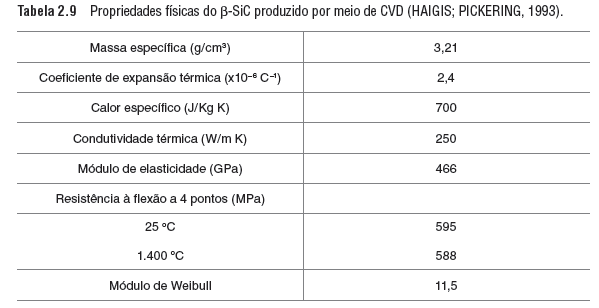 Tabela 2.9 Propriedades físicas do β-SiC produzido por meio de CVD (HAIGIS; PICKERING, 1993).
Massa específica (g/cm³) 3,21
Coeficiente de expansão térmica (x10⁻⁶ C⁻¹) 2,4
Calor específico (J/Kg K) 700
Condutividade térmica (W/m K) 250
Módulo de elasticidade (GPa) 466
Resistência à flexão a 4 pontos (MPa)
25 ºC 595
1.400 ºC 588
Módulo de Weibull 11,5